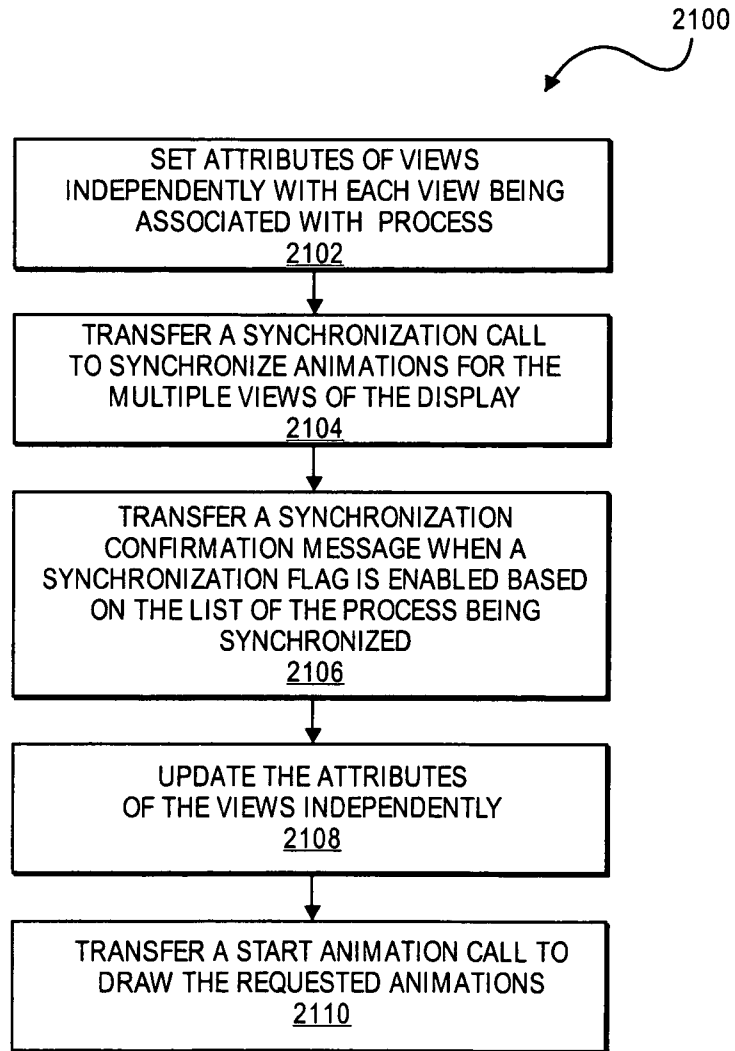 2100
SET ATTRIBUTES OF VIEWS
INDEPENDENTLY WITH EACH VIEW BEING
ASSOCIATED WITH PROCESS
2102
TRANSFER A SYNCHRONIZATION CALL
TO SYNCHRONIZE ANIMATIONS FOR THE
MULTIPLE VIEWS OF THE DISPLAY
2104
TRANSFER A SYNCHRONIZATION
CONFIRMATION MESSAGE WHEN A
SYNCHRONIZATION FLAG IS ENABLED BASED
ON THE LIST OF THE PROCESS BEING
SYNCHRONIZED
2106
UPDATE THE ATTRIBUTES
OF THE VIEWS INDEPENDENTLY
2108
TRANSFER A START ANIMATION CALL TO
DRAW THE REQUESTED ANIMATIONS
2110